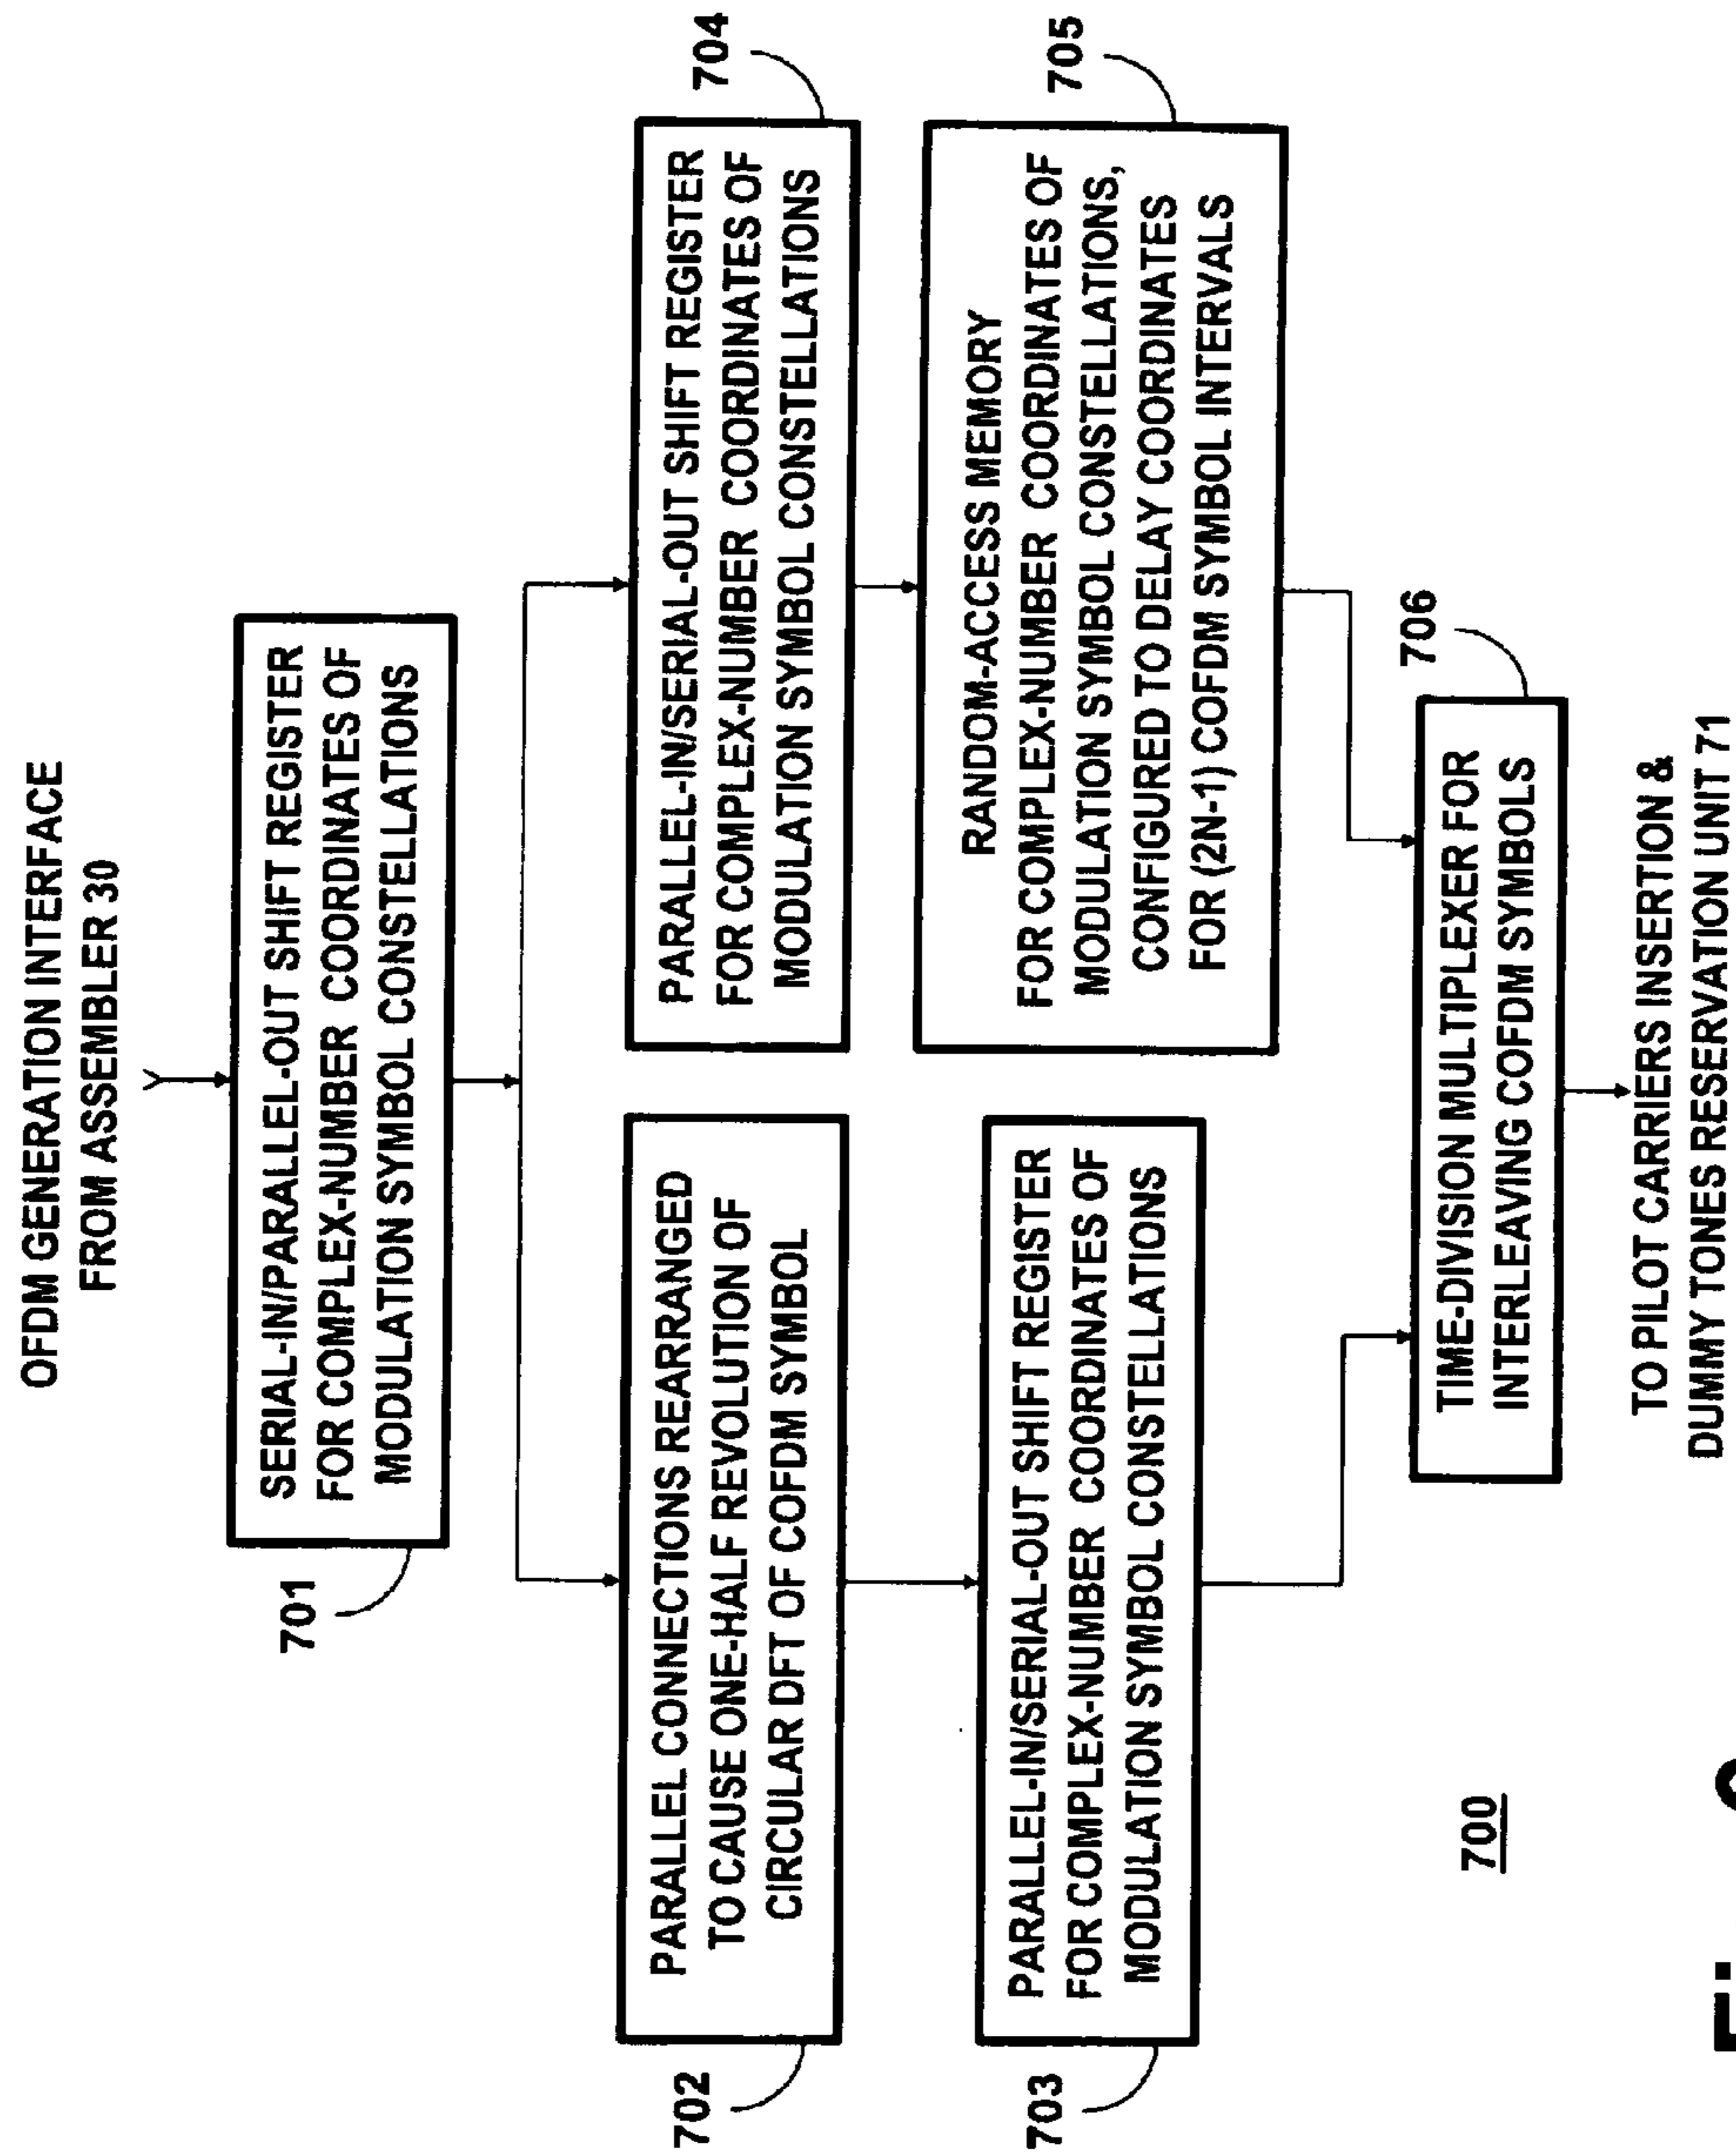 OFDM GENERATION INTERFACE
FROM ASSEMBLER 30
701
SERIAL-IN/PARALLEL-OUT SHIFT REGISTER
FOR COMPLEX-NUMBER COORDINATES OF
MODULATION SYMBOL CONSTELLATIONS
702
PARALLEL CONNECTIONS REARRANGED
TO CAUSE ONE-HALF REVOLUTION OF
CIRCULAR DFT OF COFDM SYMBOL
704
PARALLEL-IN/SERIAL-OUT SHIFT REGISTER
FOR COMPLEX-NUMBER COORDINATES OF
MODULATION SYMBOL CONSTELLATIONS
703
PARALLEL-IN/SERIAL-OUT SHIFT REGISTER
FOR COMPLEX-NUMBER COORDINATES OF
MODULATION SYMBOL CONSTELLATIONS
705
RANDOM-ACCESS MEMORY
FOR COMPLEX-NUMBER COORDINATES OF
MODULATION SYMBOL CONSTELLATIONS,
CONFIGURED TO DELAY COORDINATES
FOR (2N-1) COFDM SYMBOL INTERVALS
706
TIME-DIVISION MULTIPLEXER FOR
INTERLEAVING COFDM SYMBOLS
700
TO PILOT CARRIERS INSERTION &
DUMMY TONES RESERVATION UNIT 71